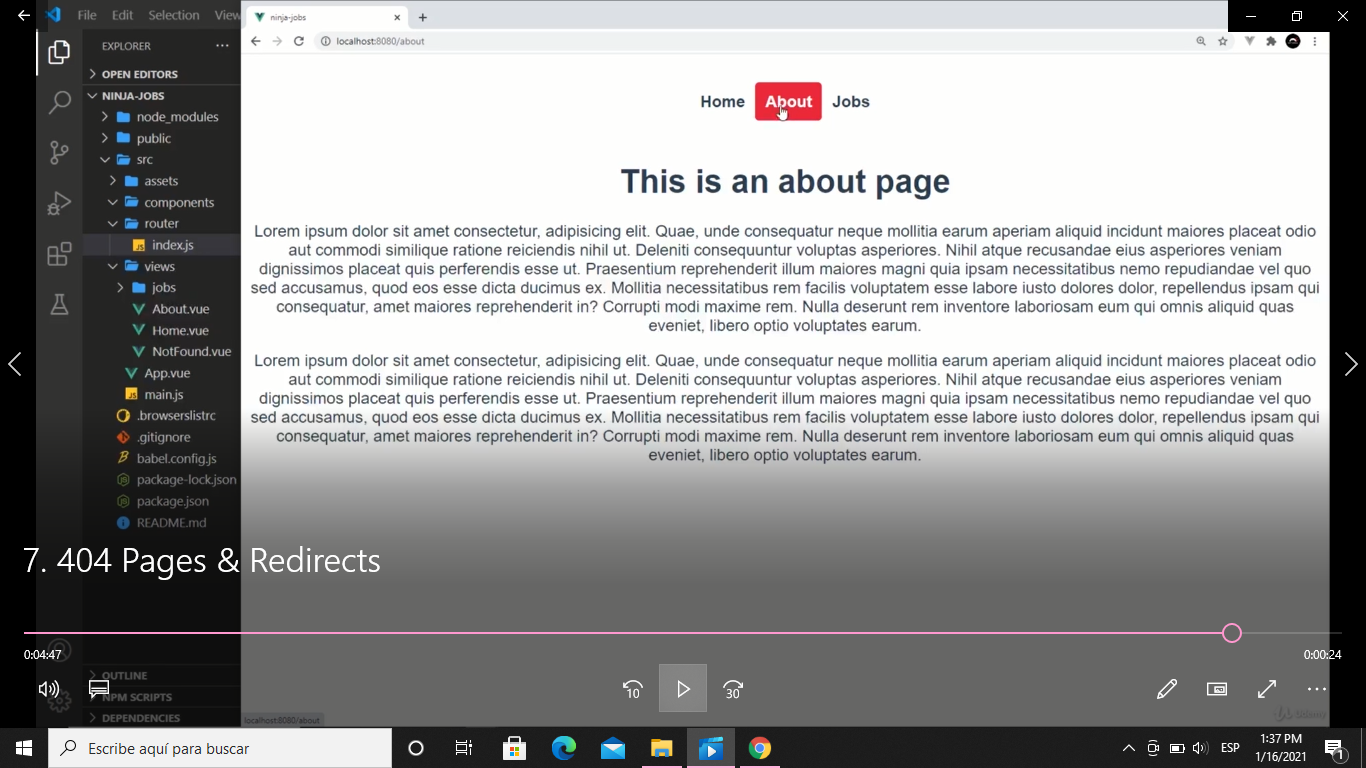 File Edit Selection View
ninja-jobs
localhost:8080/about
EXPLORER
OPEN EDITORS
NINJA-JOBS
node_modules
public
src
assets
components
router
index.js
views
jobs
About.vue
Home.vue
NotFound.vue
App.vue
main.js
.browserslistrc
.gitignore
babel.config.js
package-lock.json
package.json
README.md
OUTLINE
NPM SCRIPTS
DEPENDENCIES
Home About Jobs
This is an about page
Lorem ipsum dolor sit amet consectetur, adipisicing elit. Quae, unde consequatur neque mollitia earum aperiam aliquid incidunt maiores placeat odio
aut commodi similique ratione reiciendis nihil ut. Deleniti consequuntur voluptas asperiores. Nihil atque recusandae eius asperiores veniam
dignissimos placeat quis perferendis esse ut. Praesentium reprehenderit illum maiores magni quia ipsam necessitatibus nemo repudiandae vel quo
sed accusamus, quod eos esse dicta ducimus ex. Mollitia necessitatibus rem facilis voluptatem esse labore iusto dolores dolor, repellendus ipsam qui
consequatur, amet maiores reprehenderit in? Corrupti modi maxime rem. Nulla deserunt rem inventore laboriosam eum qui omnis aliquid quas
eveniet, libero optio voluptates earum.
Lorem ipsum dolor sit amet consectetur, adipisicing elit. Quae, unde consequatur neque mollitia earum aperiam aliquid incidunt maiores placeat odio
aut commodi similique ratione reiciendis nihil ut. Deleniti consequuntur voluptas asperiores. Nihil atque recusandae eius asperiores veniam
dignissimos placeat quis perferendis esse ut. Praesentium reprehenderit illum maiores magni quia ipsam necessitatibus nemo repudiandae vel quo
sed accusamus, quod eos esse dicta ducimus ex. Mollitia necessitatibus rem facilis voluptatem esse labore iusto dolores dolor, repellendus ipsam qui
consequatur, amet maiores reprehenderit in? Corrupti modi maxime rem. Nulla deserunt rem inventore laboriosam eum qui omnis aliquid quas
eveniet, libero optio voluptates earum.
7. 404 Pages & Redirects
0:04:47
0:00:24
10
30
localhost:8080/about
Udemy
Escribe aquí para buscar
ESP
1:37 PM
1/16/2021
1